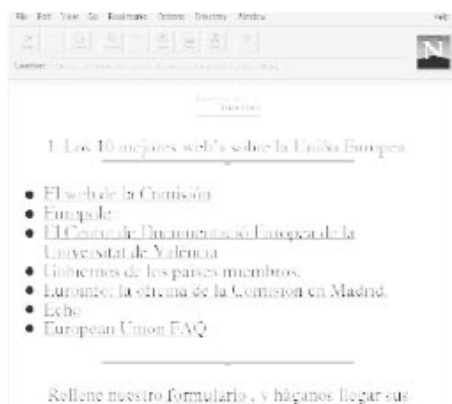 File Edit View Go Bookmarks Options Directory Window Help
N
1. Los 10 mejores web's sobre la Unión Europea
El web de la Comisión
Europole
El Centre de Documentació Europea de la
Universitat de València
Gobiernos de los países miembros.
Euroinfo: la oficina de la Comisión en Madrid.
Echo
European Union FAQ
Rellene nuestro formulario , y háganos llegar sus